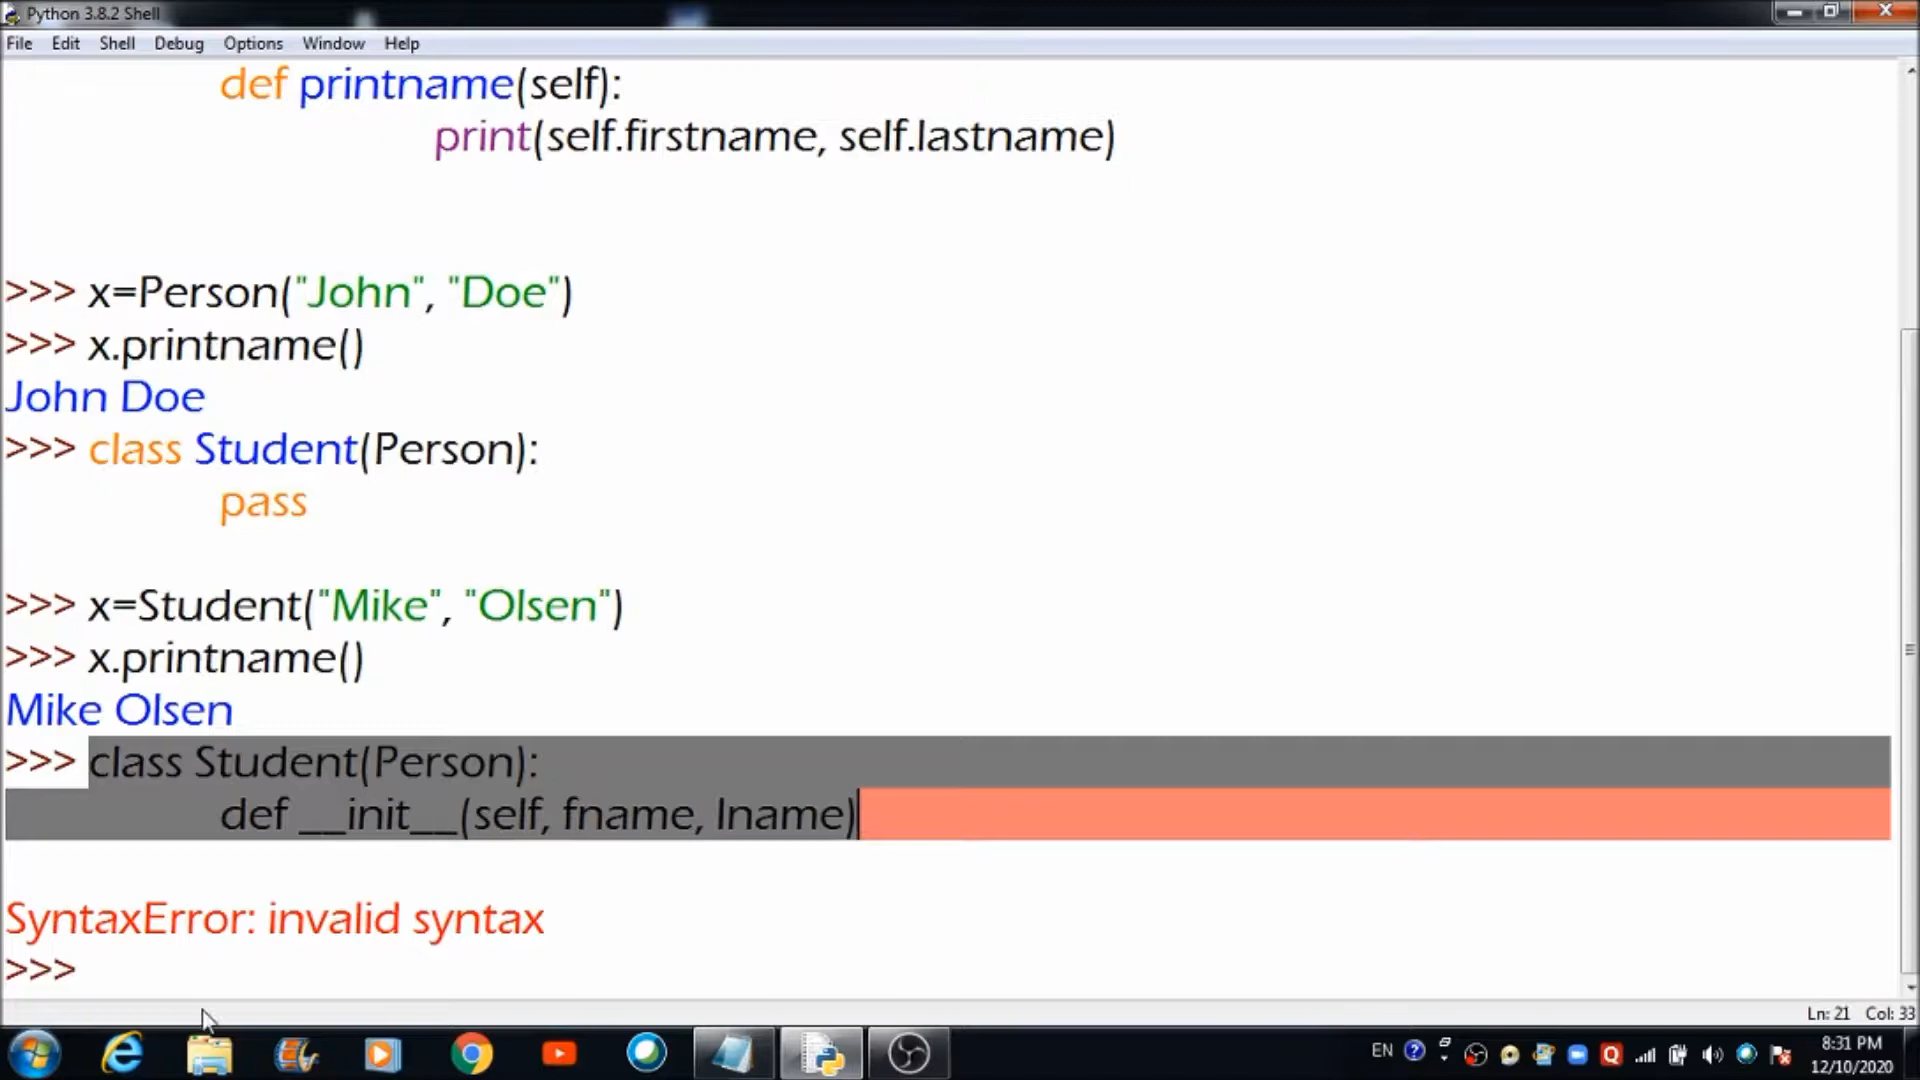 Python 3.8.2 Shell
File Edit Shell Debug Options Window Help
def printname(self):
print(self.firstname, self.lastname)
>>> x=Person("John", "Doe")
>>> x.printname()
John Doe
>>> class Student(Person):
pass
>>> x=Student("Mike", "Olsen")
>>> x.printname()
Mike Olsen
>>> class Student(Person):
def __init__(self, fname, lname)
SyntaxError: invalid syntax
>>>
Ln: 21 Col: 33
EN
8:31 PM
12/10/2020